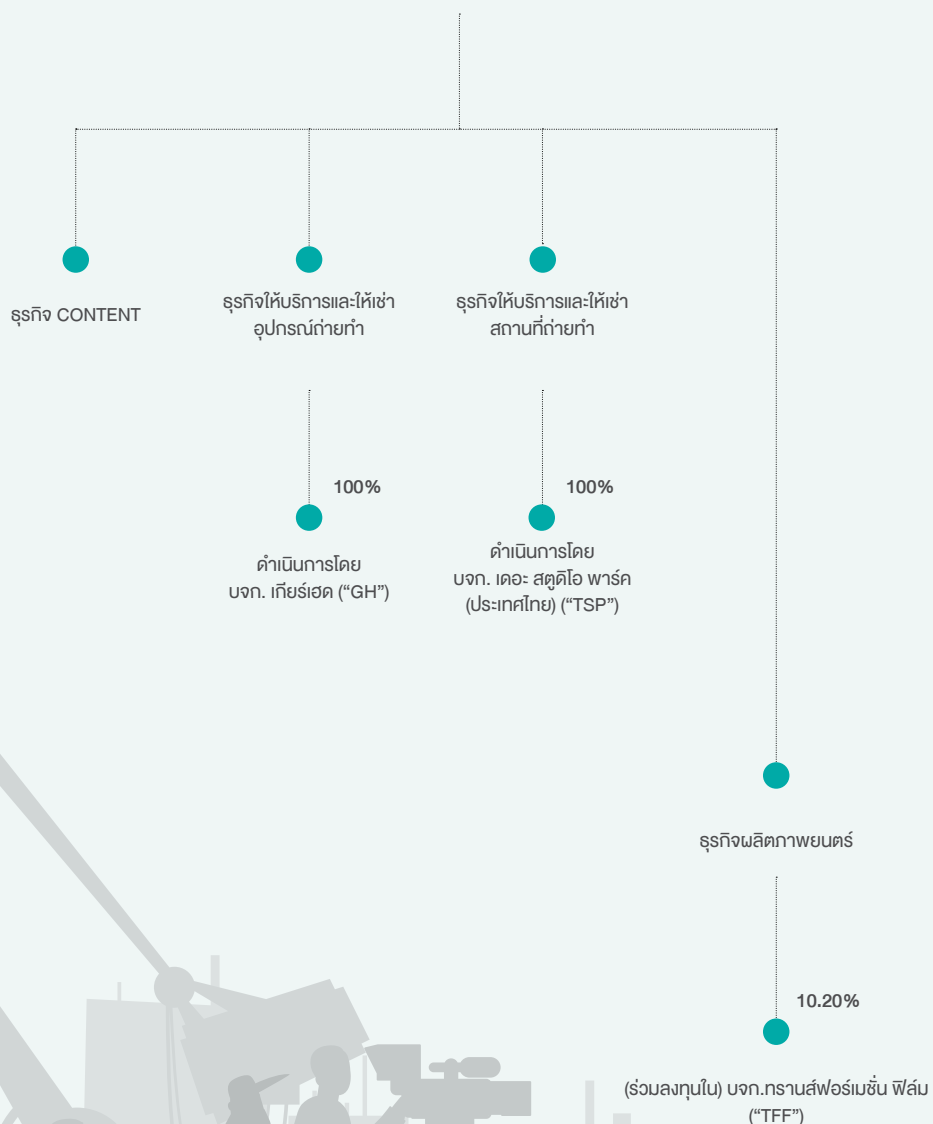 ธุรกิจ CONTENT
ธุรกิจให้บริการและให้เช่า
อุปกรณ์ถ่ายทำ
ธุรกิจให้บริการและให้เช่า
สถานที่ถ่ายทำ
100%
ดำเนินการโดย
บจก. เกียร์เฮด (“GH”)
100%
ดำเนินการโดย
บจก. เดอะ สตูดิโอ พาร์ค
(ประเทศไทย) (“TSP”)
ธุรกิจผลิตภาพยนตร์
10.20%
(ร่วมลงทุนใน) บจก.ทรานส์ฟอร์เมชั่น ฟิล์ม
(“TFF”)